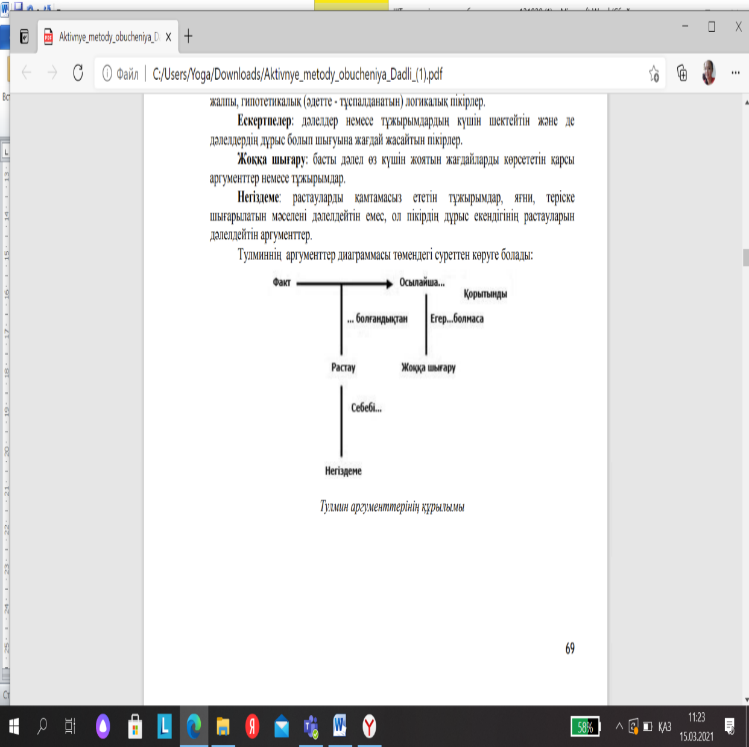 Aktivnye_metody_obucheniya_D
Файл
C:/Users/Yoga/Downloads/Aktivnye_metody_obucheniya_Dadli_(1).pdf
жалпы, гипотетикалық (әдетте - тұспалданатын) логикалық пікірлер.
Ескертпелер: дәлелдер немесе тұжырымдардың күшін шектейтін және де
дәлелдердің дұрыс болып шығуына жағдай жасайтын пікірлер.
Жоққа шығару: басты дәлел өз күшін жоятын жағдайларды көрсететін қарсы
аргументтер немесе тұжырымдар.
Негіздеме: растауларды қамтамасыз ететін тұжырымдар, яғни, теріске
шығарылатын мәселені дәлелдейтін емес, ол пікірдің дұрыс екендігінің растауларын
дәлелдейтін аргументтер.
Тулминнің аргументтер диаграммасы төмендегі суреттен көруге болады:
Факт
Осылайша...
Қорытынды
... болғандықтан
Егер...болмаса
Растау
Жоққа шығару
Себебі...
Негіздеме
Тулмин аргументтерінің құрылымы
69
58%
ҚАЗ
11:23
15.03.2021